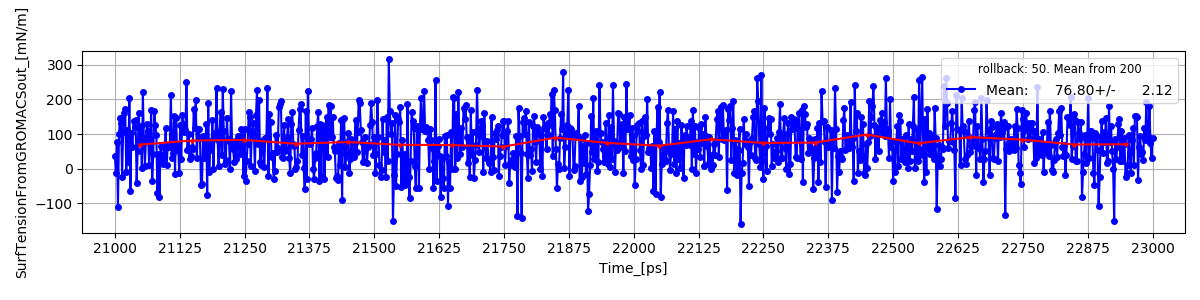 SurfTensionFromGROMACSout_[mN/m]
300
200
100
0
−100
rollback: 50. Mean from 200
Mean: 76.80+/- 2.12
21000 21125 21250 21375 21500 21625 21750 21875 22000 22125 22250 22375 22500 22625 22750 22875 23000
Time_[ps]